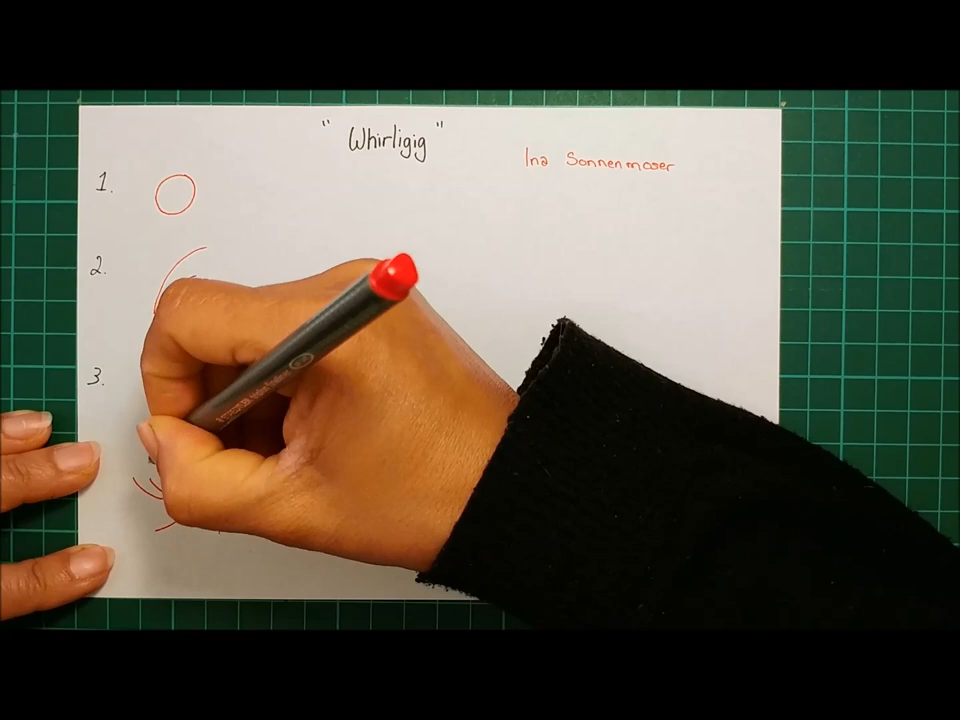 " Whirligig "
Ina Sonnenmoser
1.
2.
3.